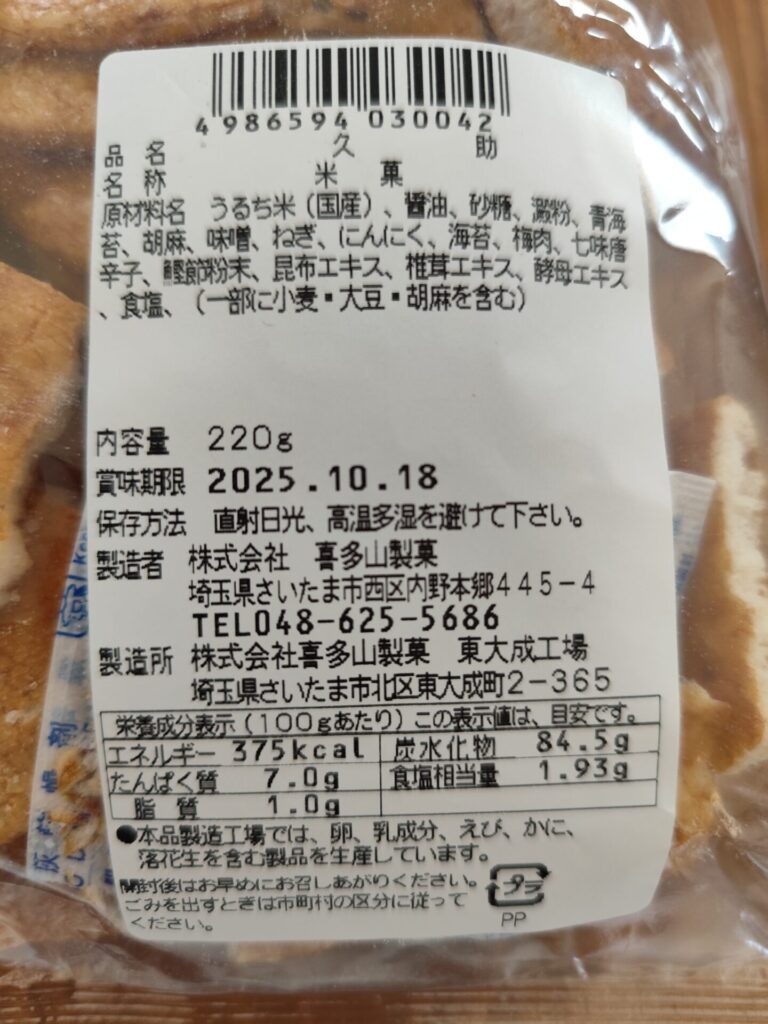 4 986594 030042
品名 久助
名称 米菓
原材料名 うるち米（国産）、醤油、砂糖、澱粉、青海
苔、胡麻、味噌、ねぎ、にんにく、海苔、梅肉、七味唐
辛子、鰹節粉末、昆布エキス、椎茸エキス、酵母エキス
、食塩、（一部に小麦・大豆・胡麻を含む）
内容量 220g
賞味期限 2025.10.18
保存方法 直射日光、高温多湿を避けて下さい。
製造者 株式会社 喜多山製菓
埼玉県さいたま市西区内野本郷４４５－４
TEL048-625-5686
製造所 株式会社喜多山製菓 東大成工場
埼玉県さいたま市北区東大成町２－３６５
栄養成分表示（100gあたり）この表示値は、目安です。
エネルギー 375kcal 炭水化物 84.5g
たんぱく質 7.0g 食塩相当量 1.93g
脂質 1.0g
●本品製造工場では、卵、乳成分、えび、かに、
落花生を含む製品を生産しています。
開封後はお早めにお召しあがりください。
ごみを出すときは市町村の区分に従って
ください。
プラ
PP